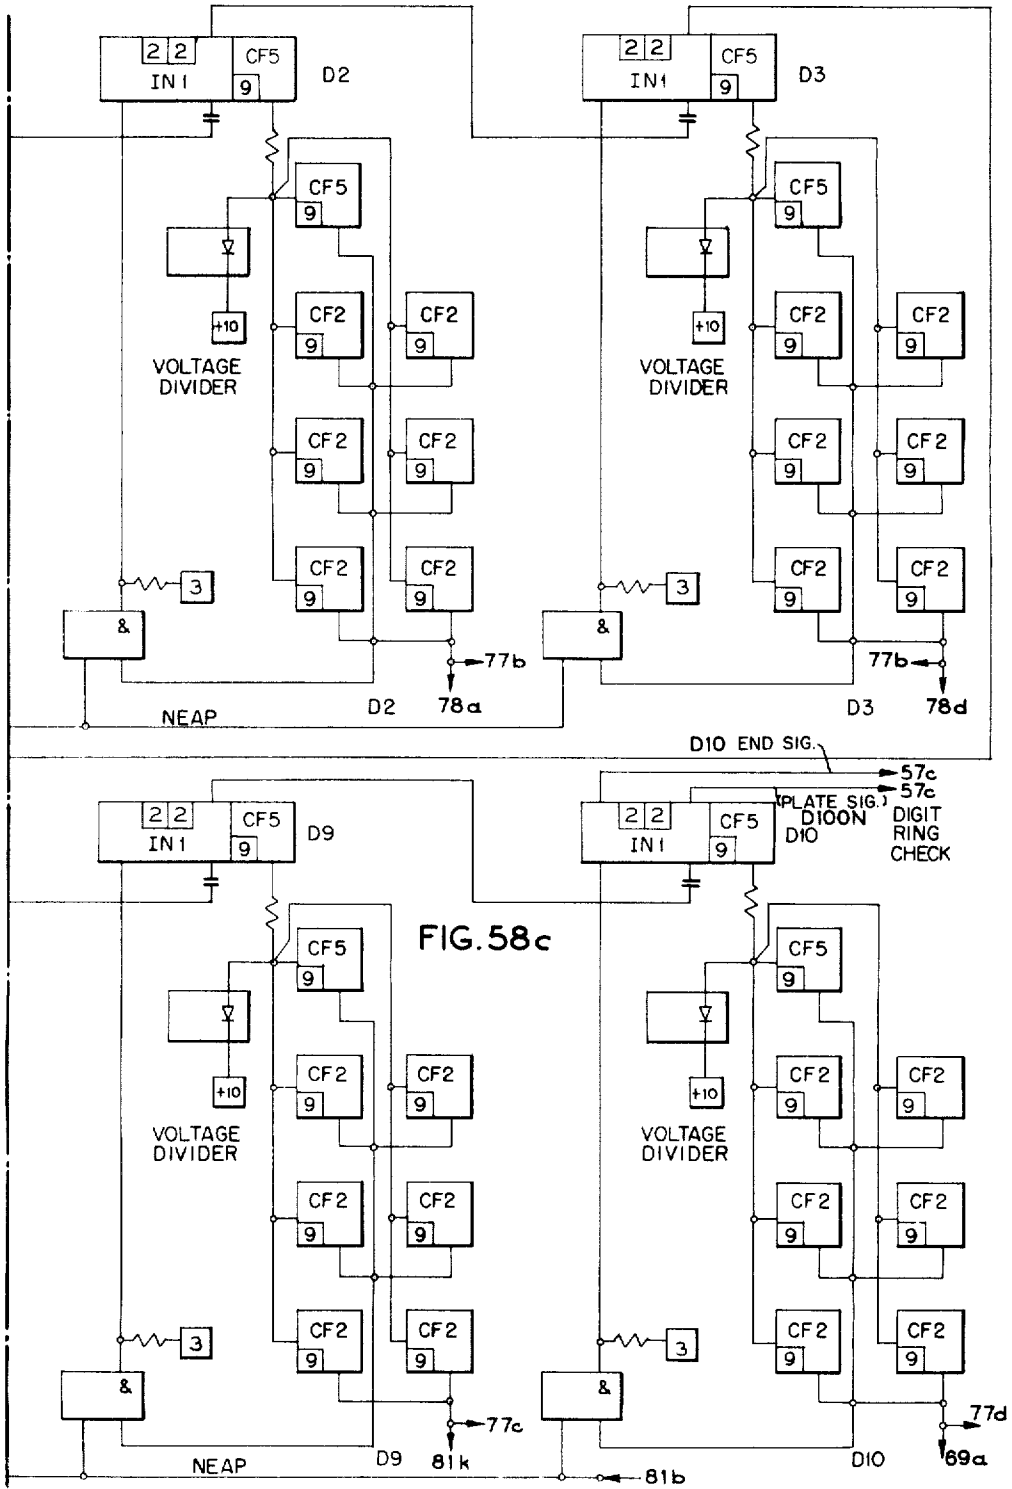 2 2 CF5
IN1 9
D2
2 2 CF5
IN1 9
D3
CF5
9
CF5
9
+10
CF2
9
CF2
9
+10
CF2
9
CF2
9
VOLTAGE
DIVIDER
VOLTAGE
DIVIDER
CF2
9
CF2
9
CF2
9
CF2
9
3
CF2
9
CF2
9
3
CF2
9
CF2
9
&
&
77b
77b
D2
78a
D3
78d
NEAP
D10 END SIG.
57c
57c
(PLATE SIG.)
D100N
D10
DIGIT
RING
CHECK
2 2 CF5
IN1 9
D9
2 2 CF5
IN1 9
FIG. 58c
CF5
9
CF5
9
+10
CF2
9
CF2
9
+10
CF2
9
CF2
9
VOLTAGE
DIVIDER
VOLTAGE
DIVIDER
CF2
9
CF2
9
CF2
9
CF2
9
3
CF2
9
CF2
9
3
CF2
9
CF2
9
&
&
77c
77d
D9
81k
D10
69a
NEAP
81b